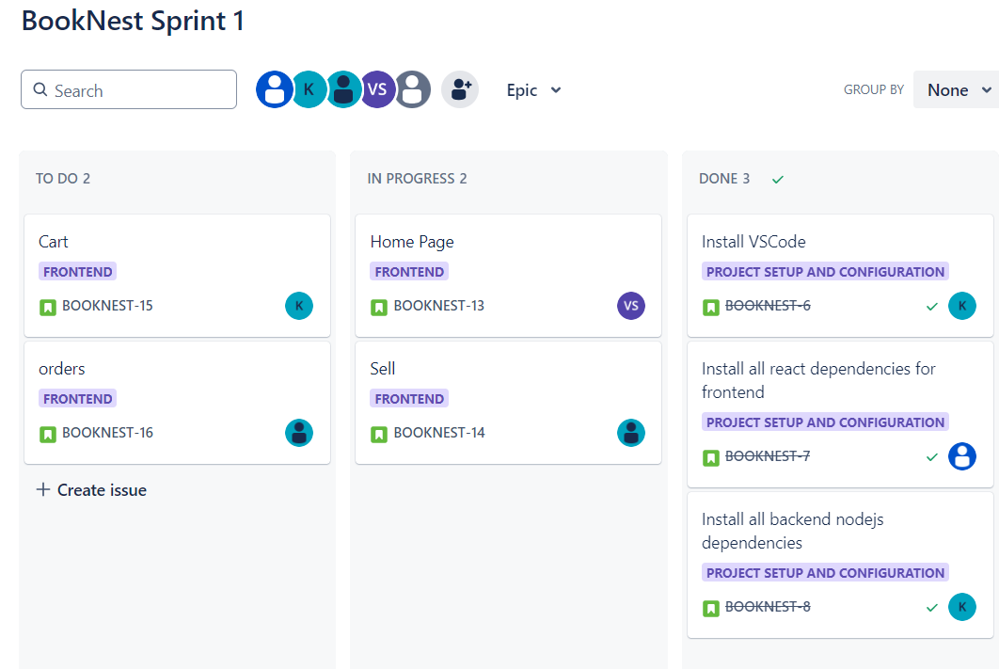 BookNest Sprint 1
Search
K
VS
Epic
GROUP BY
None
TO DO 2
Cart
FRONTEND
BOOKNEST-15
K
orders
FRONTEND
BOOKNEST-16
Create issue
IN PROGRESS 2
Home Page
FRONTEND
BOOKNEST-13
VS
Sell
FRONTEND
BOOKNEST-14
DONE 3
Install VSCode
PROJECT SETUP AND CONFIGURATION
BOOKNEST-6
K
Install all react dependencies for
frontend
PROJECT SETUP AND CONFIGURATION
BOOKNEST-7
Install all backend nodejs
dependencies
PROJECT SETUP AND CONFIGURATION
BOOKNEST-8
K